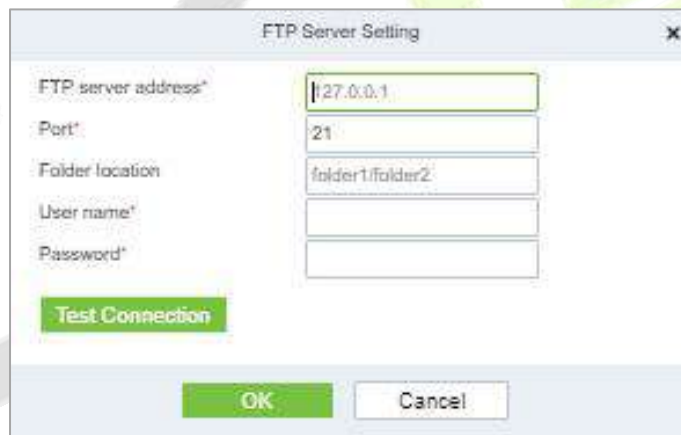 FTP Server Setting ×
FTP server address* 127.0.0.1
Port* 21
Folder location folder1/folder2
User name*
Password*
Test Connection
OK Cancel